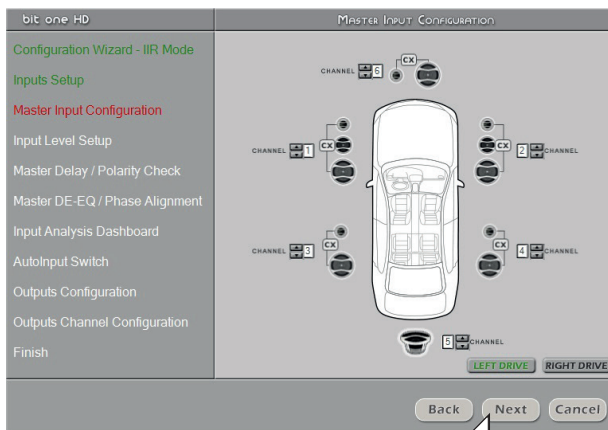 bit one HD
Master Input Configuration
Configuration Wizard - IIR Mode
Inputs Setup
Master Input Configuration
Input Level Setup
Master Delay / Polarity Check
Master DE-EQ / Phase Alignment
Input Analysis Dashboard
AutoInput Switch
Outputs Configuration
Outputs Channel Configuration
Finish
CX
CHANNEL 6
CHANNEL 1 CX
CX 2 CHANNEL
CHANNEL 3 CX
CX 4 CHANNEL
5 CHANNEL
LEFT DRIVE RIGHT DRIVE
Back Next Cancel